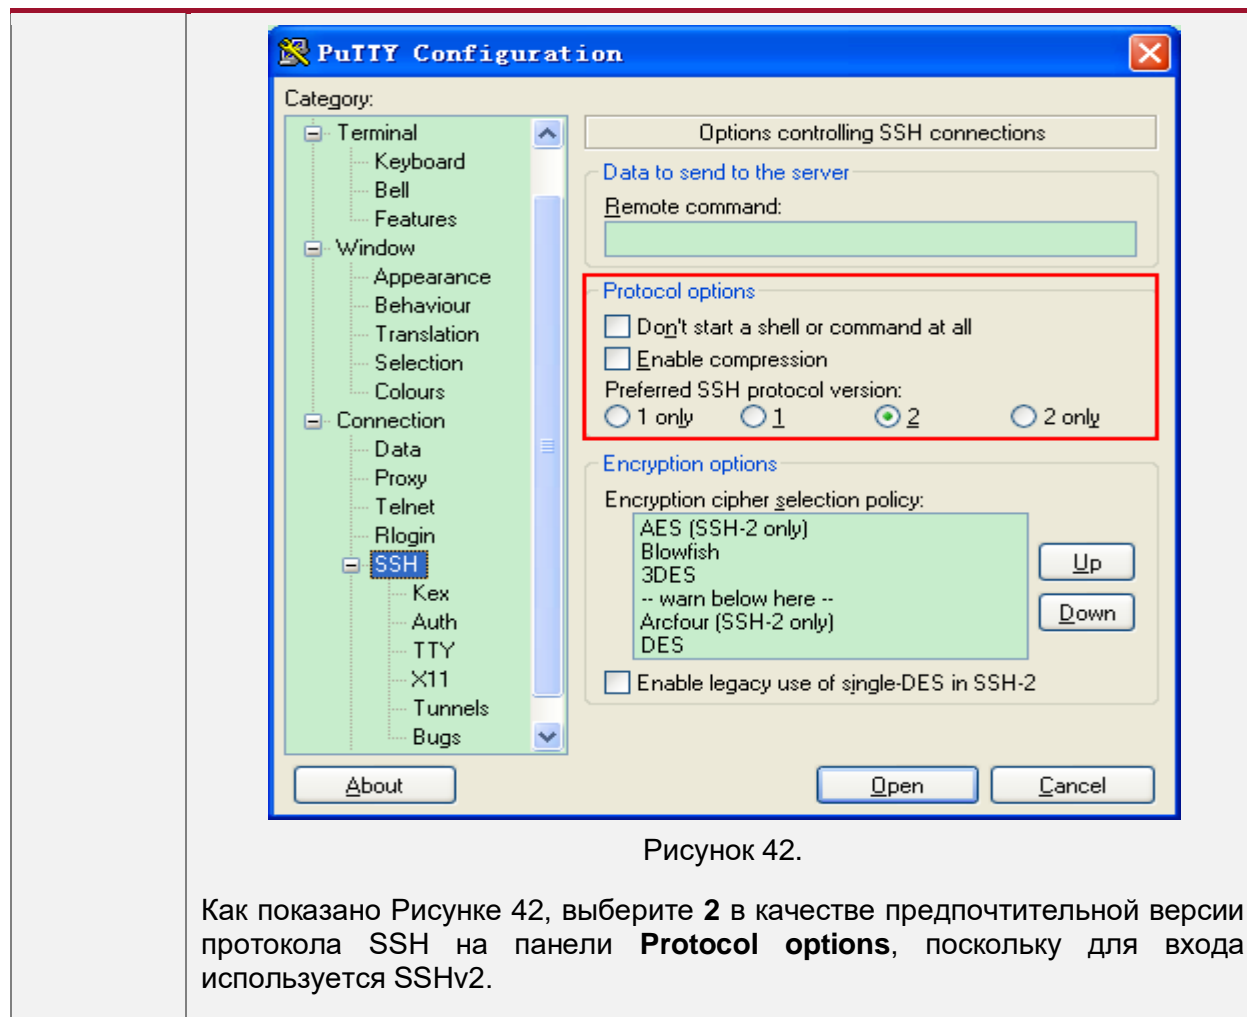 PuTTY Configuration
Category:
Terminal
Keyboard
Bell
Features
Window
Appearance
Behaviour
Translation
Selection
Colours
Connection
Data
Proxy
Telnet
Rlogin
SSH
Kex
Auth
TTY
X11
Tunnels
Bugs
Options controlling SSH connections
Data to send to the server
Remote command:
Protocol options
Don't start a shell or command at all
Enable compression
Preferred SSH protocol version:
1 only 1 2 2 only
Encryption options
Encryption cipher selection policy:
AES (SSH-2 only)
Blowfish
3DES
-- warn below here --
Arcfour (SSH-2 only)
DES
Up
Down
Enable legacy use of single-DES in SSH-2
About Open Cancel
Рисунок 42.
Как показано Рисунке 42, выберите 2 в качестве предпочтительной версии
протокола SSH на панели Protocol options, поскольку для входа
используется SSHv2.